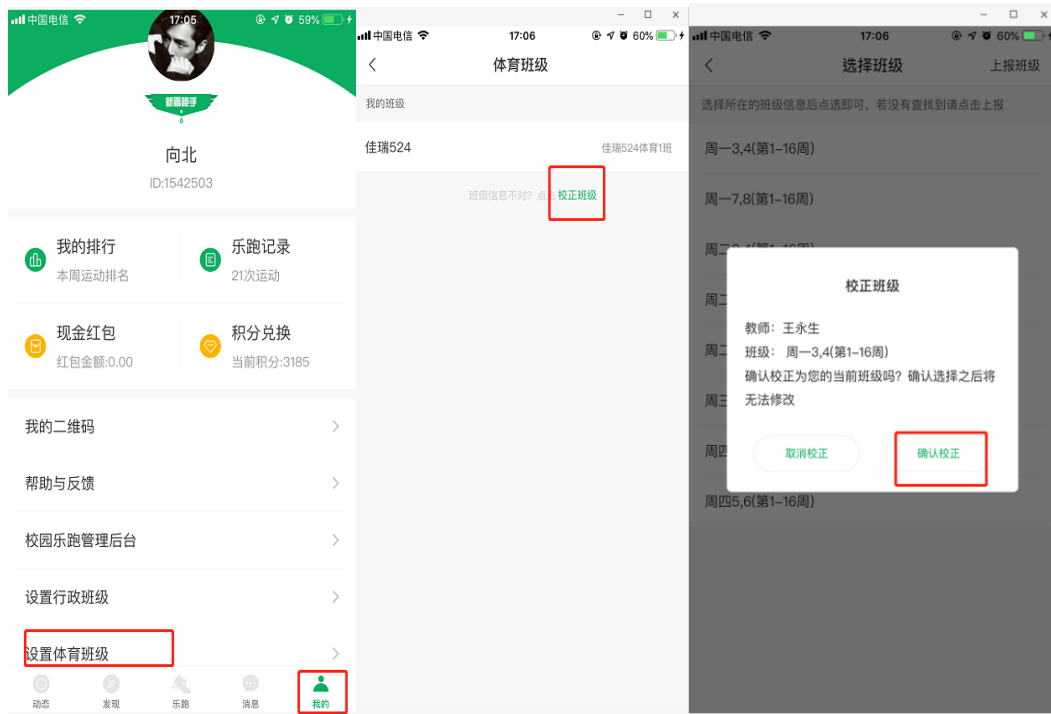 中国电信 17:05 59%
新晋跑手
6
向北
ID:1542503
我的排行
本周运动排名
乐跑记录
21次运动
现金红包
红包金额:0.00
积分兑换
当前积分:3185
我的二维码
帮助与反馈
校园乐跑管理后台
设置行政班级
设置体育班级
动态 发现 乐跑 消息 我的
中国电信 17:06 60%
体育班级
我的班级
佳瑞524 佳瑞524体育1班
班级信息不对？点击校正班级
中国电信 17:06 60%
选择班级 上报班级
选择所在的班级信息后点选即可，若没有查找到请点击上报
周一3,4(第1-16周)
周一7,8(第1-16周)
校正班级
教师：王永生
班级： 周一3,4(第1-16周)
确认校正为您的当前班级吗？确认选择之后将
无法修改
取消校正 确认校正
周二
周二
周三
周四
周四5,6(第1-16周)